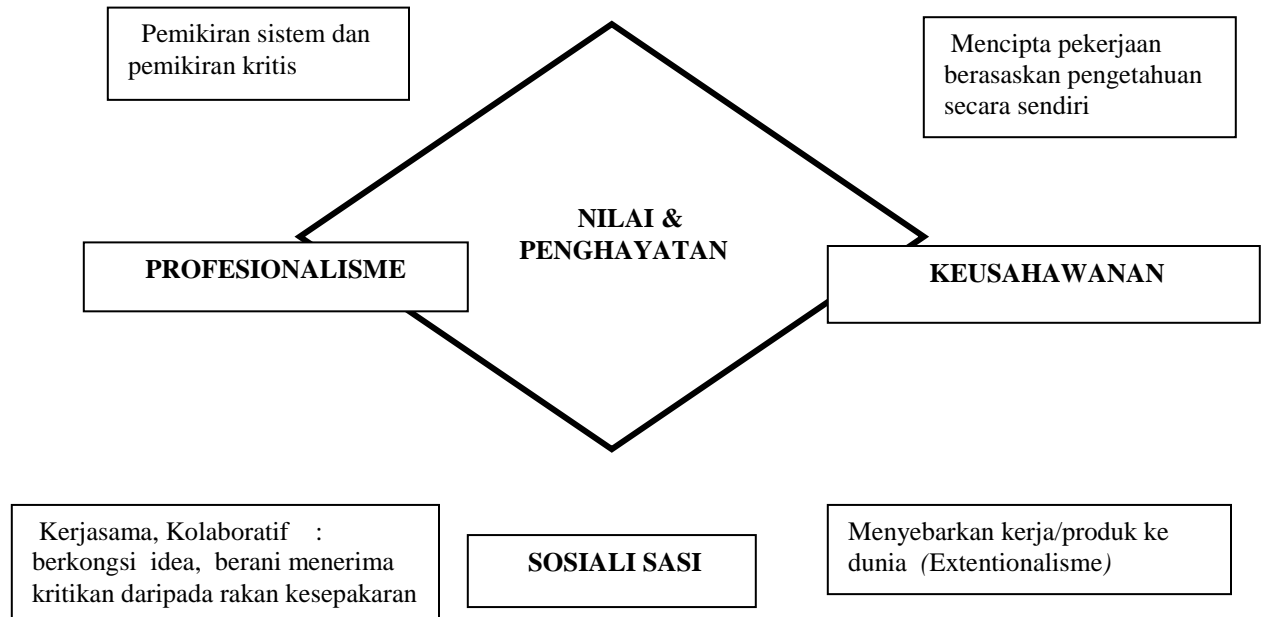 Pemikiran sistem dan
pemikiran kritis
Mencipta pekerjaan
berasaskan pengetahuan
secara sendiri
NILAI &
PENGHAYATAN
PROFESIONALISME
KEUSAHAWANAN
Kerjasama, Kolaboratif :
berkongsi idea, berani menerima
kritikan daripada rakan kesepakaran
SOSIALI SASI
Menyebarkan kerja/produk ke
dunia (Extentionalisme)